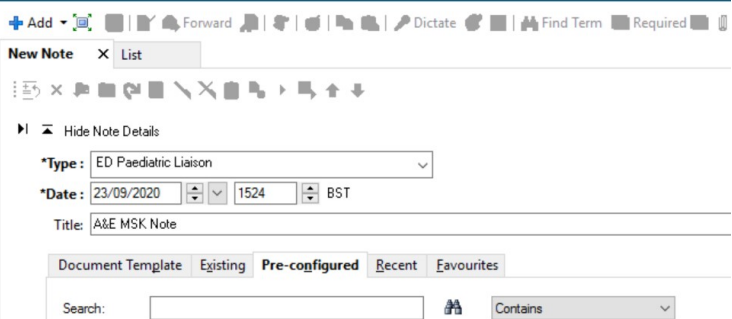 Add Forward Dictate Find Term Required
New Note X List
Hide Note Details
*Type : ED Paediatric Liaison
*Date : 23/09/2020 1524 BST
Title: A&E MSK Note
Document Template Existing Pre-configured Recent Favourites
Search: Contains